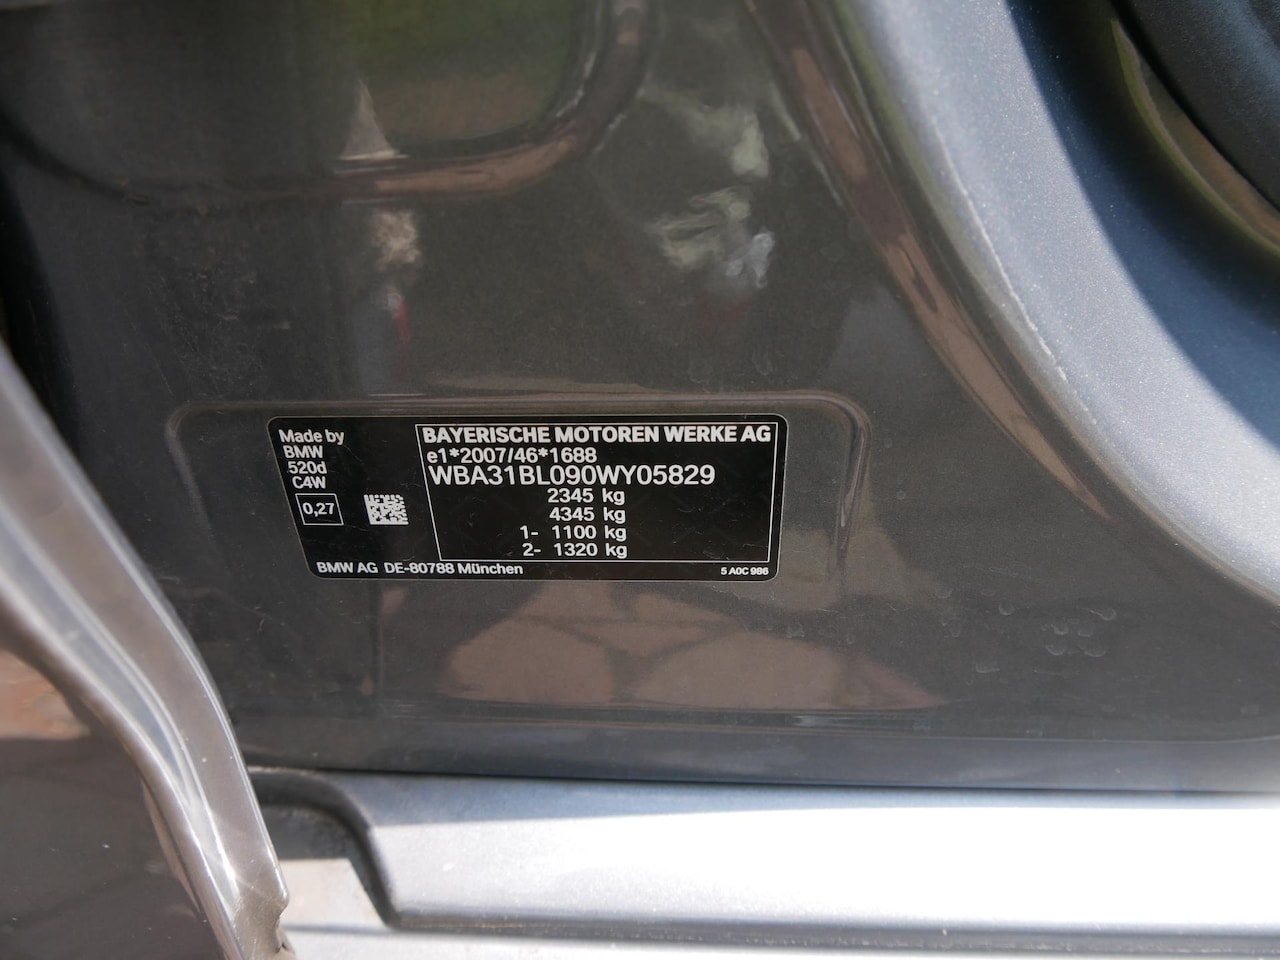 Made by
BMW
520d
C4W
0,27
BAYERISCHE MOTOREN WERKE AG
e1*2007/46*1688
WBA31BL090WY05829
2345 kg
4345 kg
1- 1100 kg
2- 1320 kg
BMW AG DE-80788 München
5 A0C 986